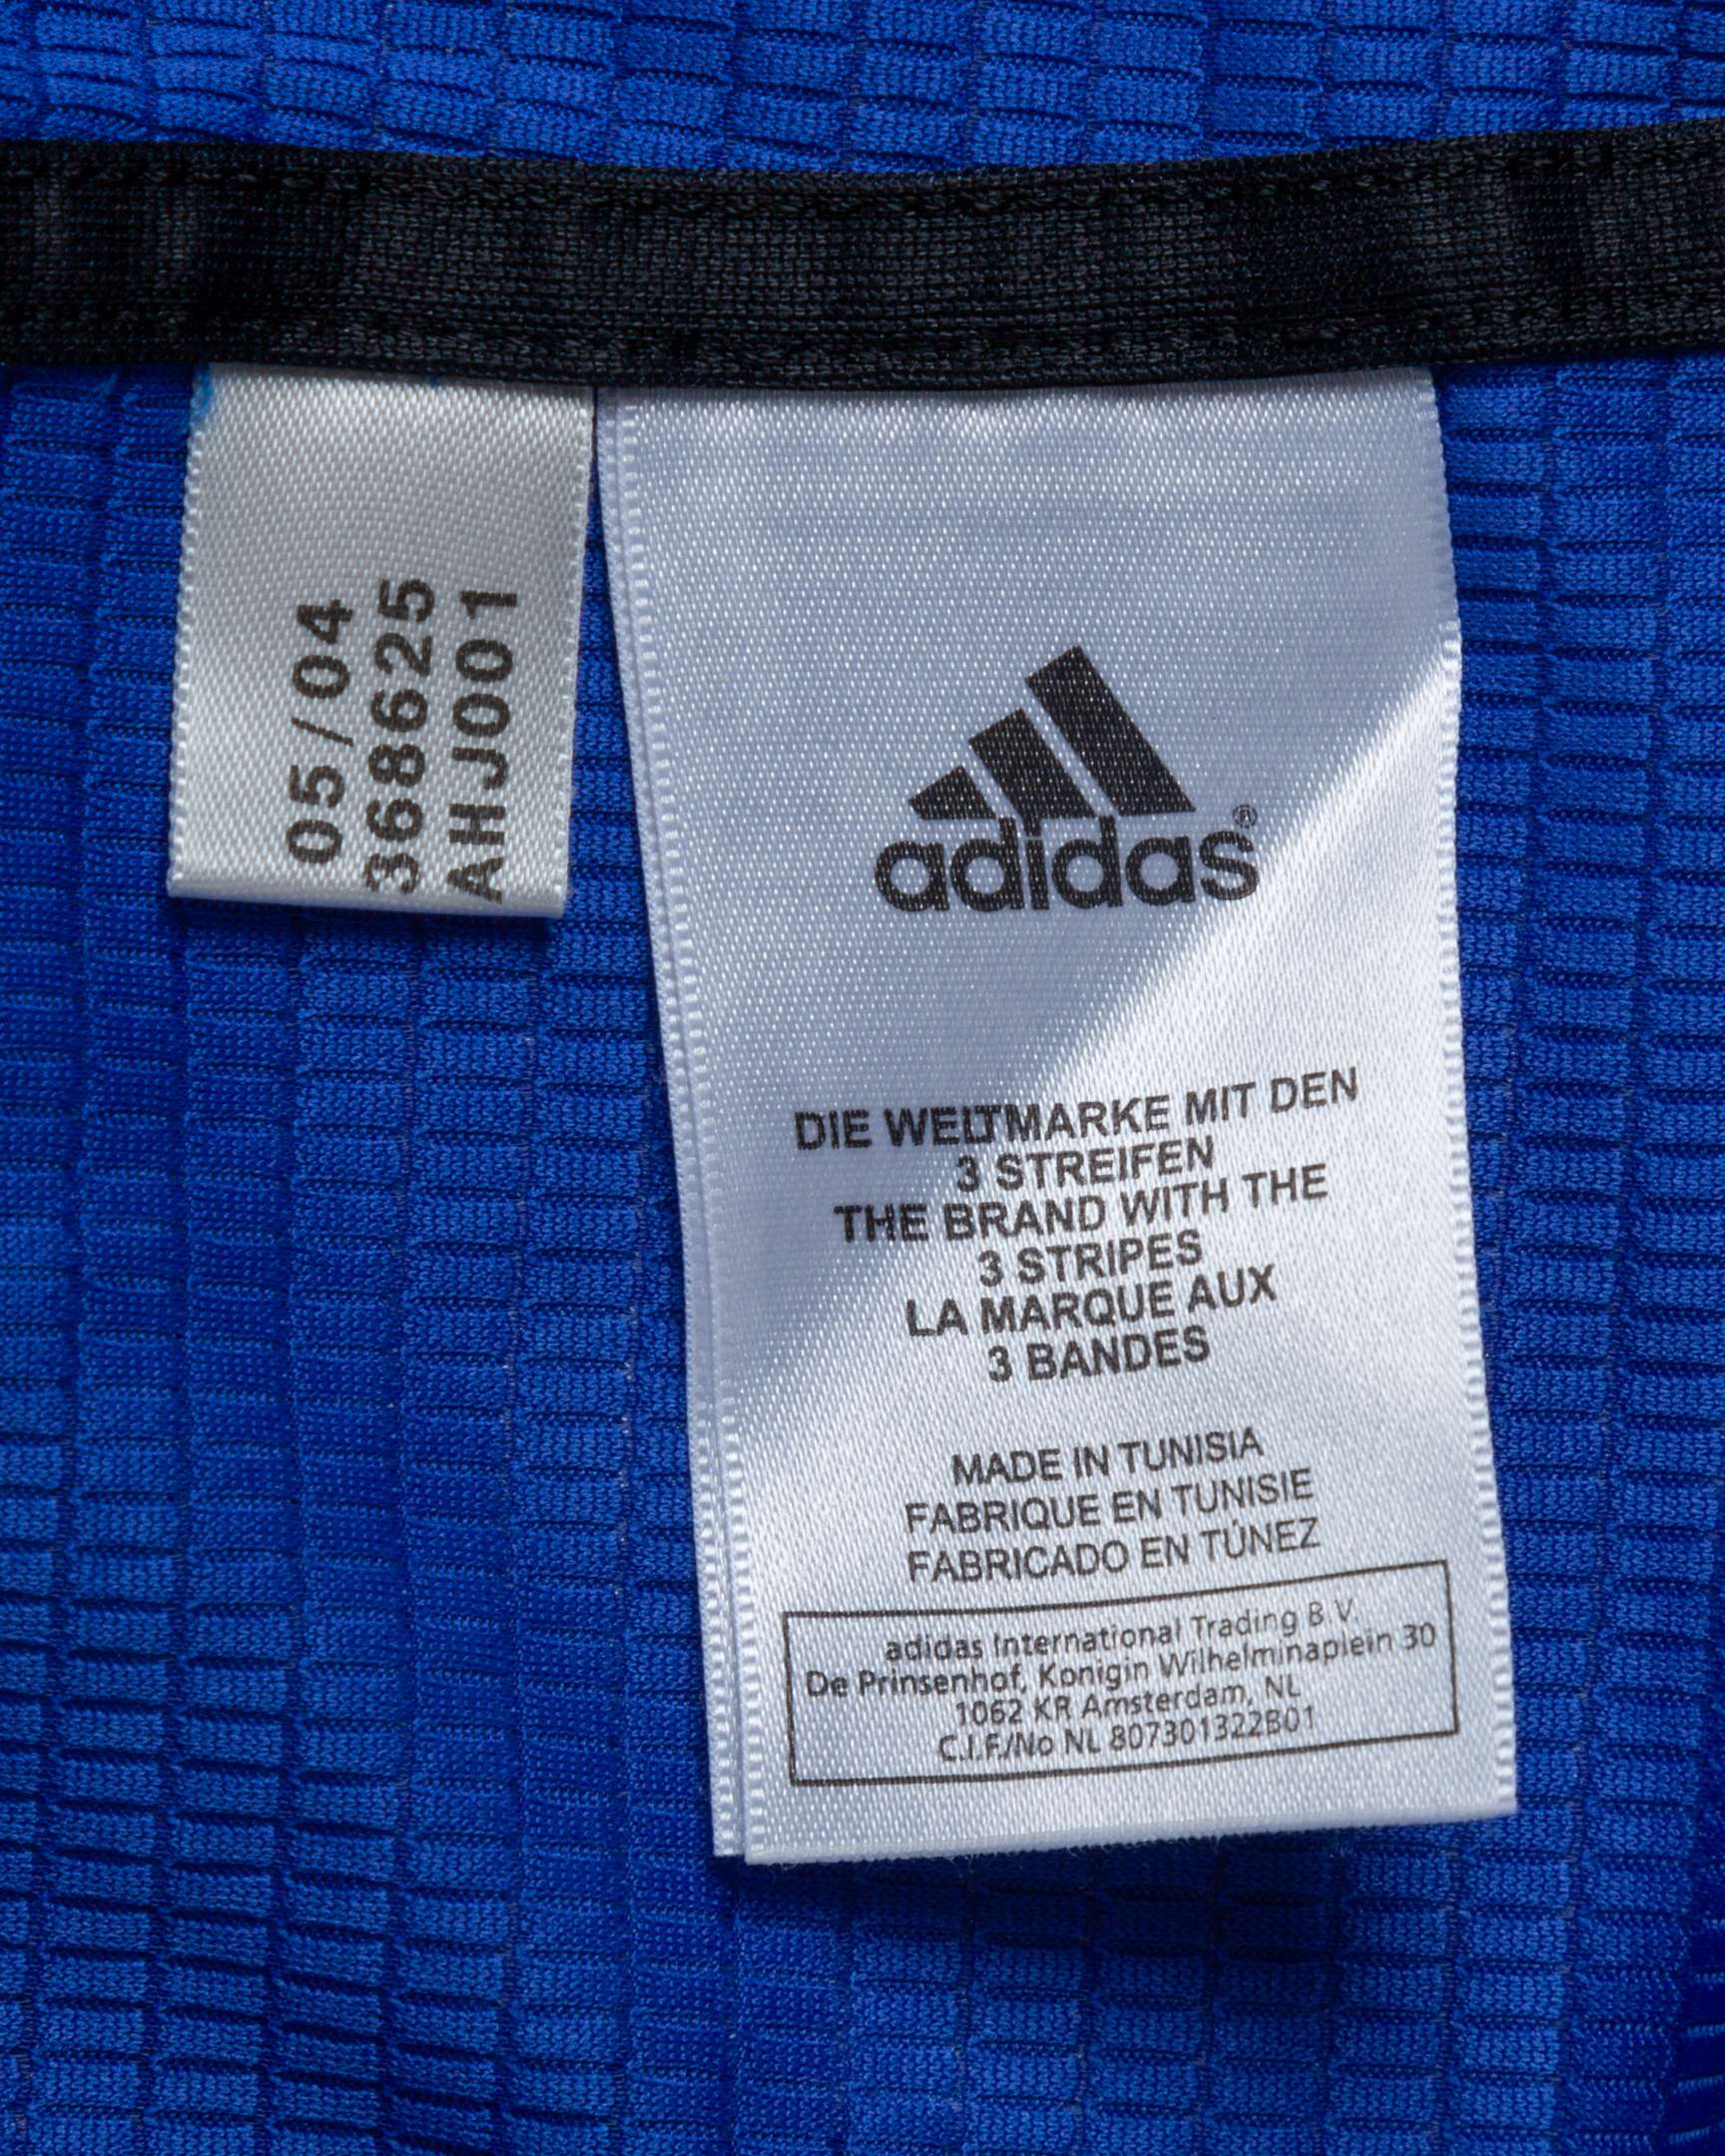 05/04
368625
AHJ001
adidas®
DIE WELTMARKE MIT DEN
3 STREIFEN
THE BRAND WITH THE
3 STRIPES
LA MARQUE AUX
3 BANDES
MADE IN TUNISIA
FABRIQUE EN TUNISIE
FABRICADO EN TÚNEZ
adidas International Trading B.V.
De Prinsenhof, Konigin Wilhelminaplein 30
1062 KR Amsterdam, NL
C.I.F./No NL 807301322B01